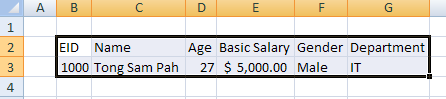 A B C D E F G
1
2 EID Name Age Basic Salary Gender Department
3 1000 Tong Sam Pah 27 $ 5,000.00 Male IT
4